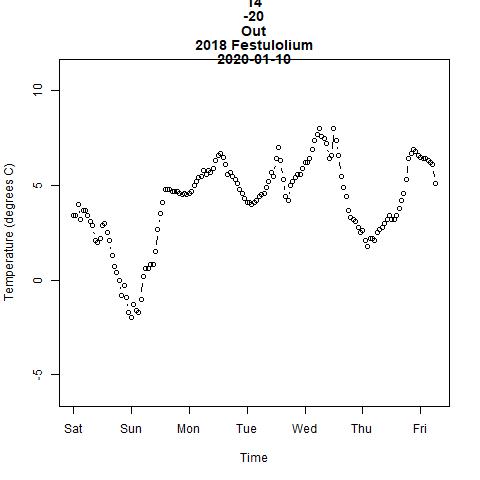 14
-20
Out
2018 Festulolium
2020-01-10
Temperature (degrees C)
10
5
0
-5
Sat Sun Mon Tue Wed Thu Fri
Time